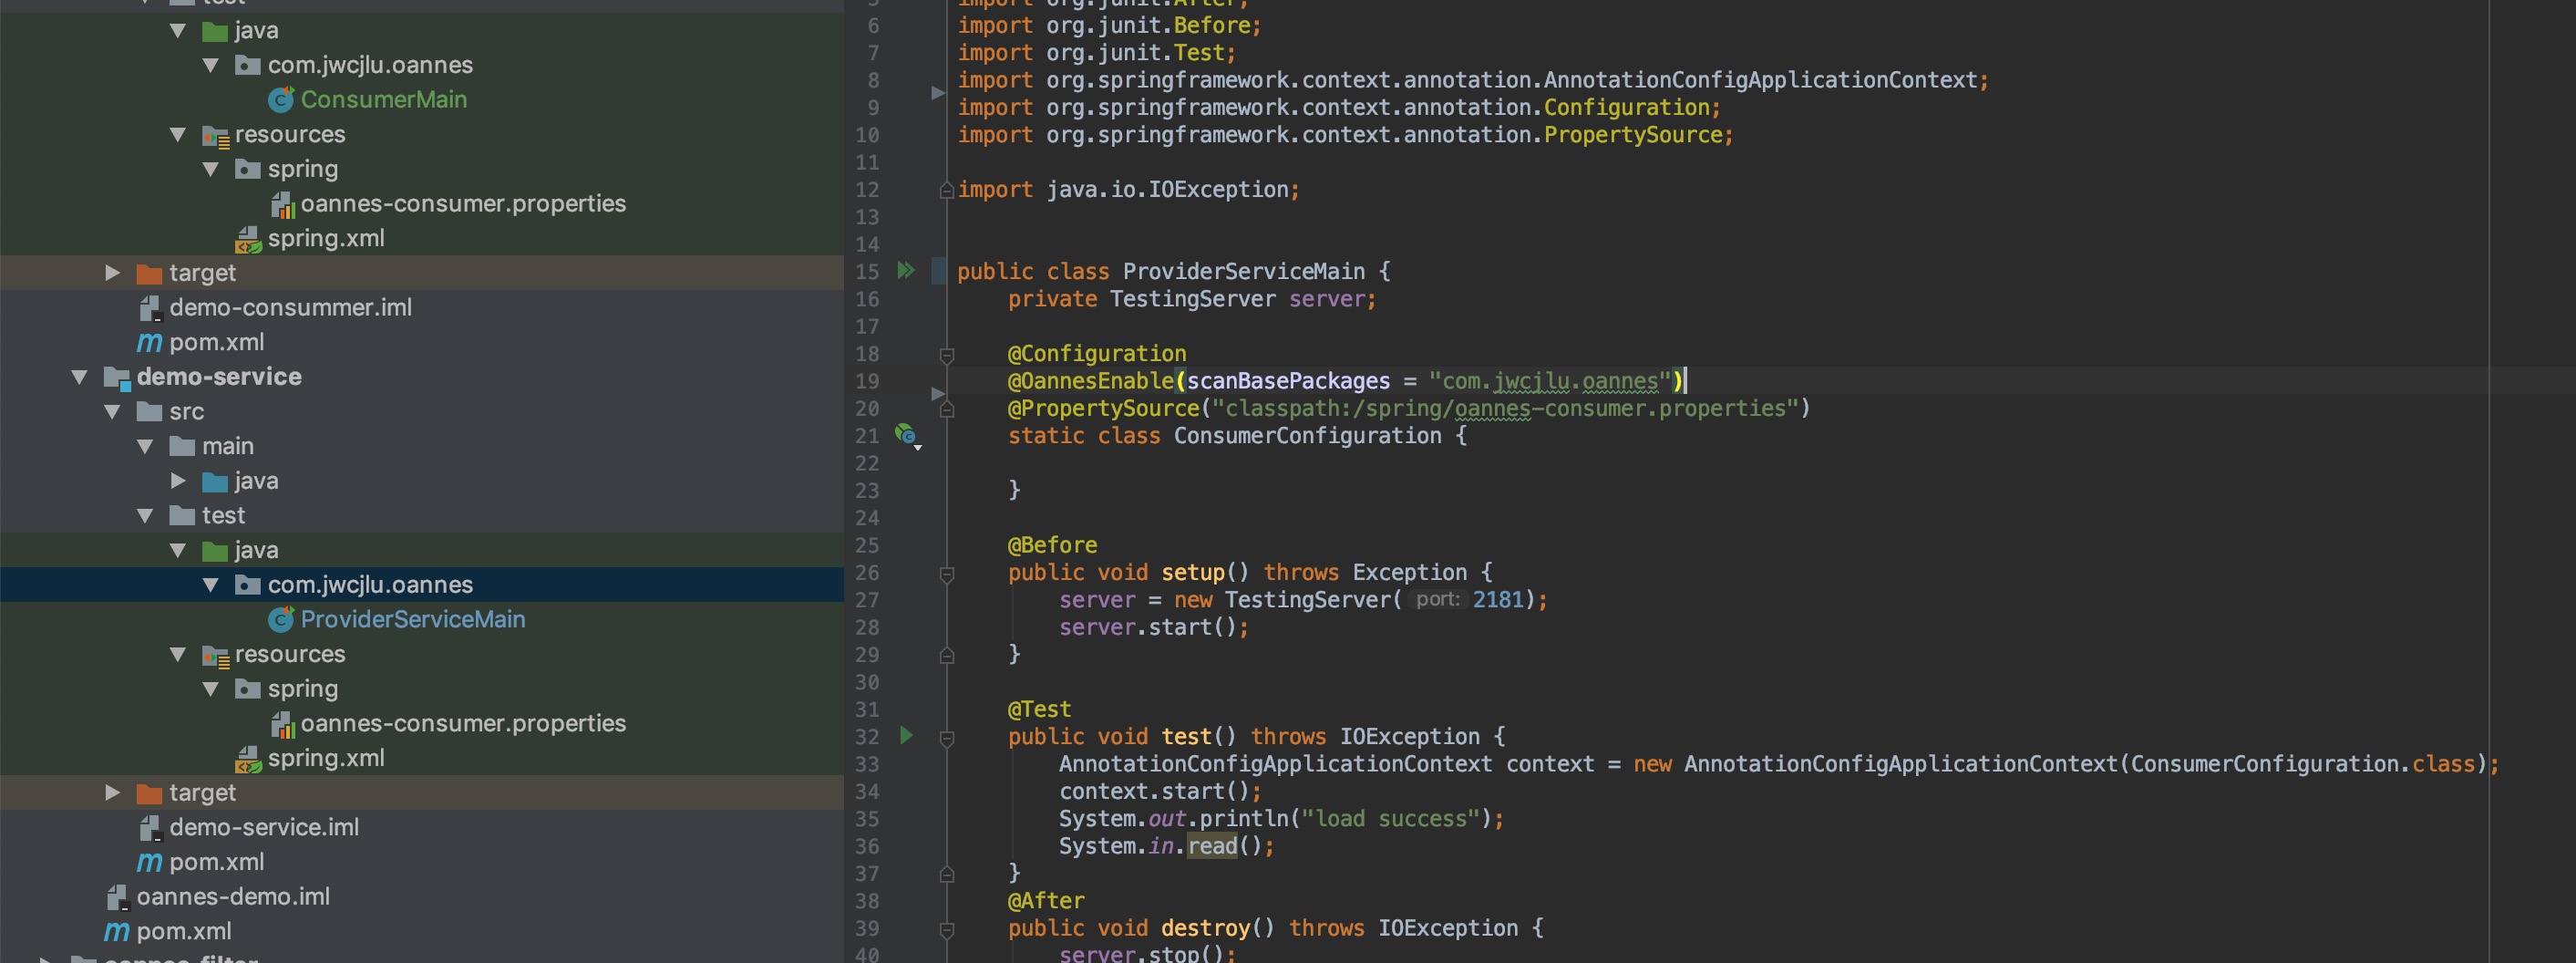 test
java
com.jwcjlu.oannes
ConsumerMain
resources
spring
oannes-consumer.properties
spring.xml
target
demo-consummer.iml
pom.xml
demo-service
src
main
java
test
java
com.jwcjlu.oannes
ProviderServiceMain
resources
spring
oannes-consumer.properties
spring.xml
target
demo-service.iml
pom.xml
oannes-demo.iml
pom.xml
oannes-filter
5 import org.junit.After;
6 import org.junit.Before;
7 import org.junit.Test;
8 import org.springframework.context.annotation.AnnotationConfigApplicationContext;
9 import org.springframework.context.annotation.Configuration;
10 import org.springframework.context.annotation.PropertySource;
11
12 import java.io.IOException;
13
14
15 public class ProviderServiceMain {
16 private TestingServer server;
17
18 @Configuration
19 @OannesEnable(scanBasePackages = "com.jwcjlu.oannes")
20 @PropertySource("classpath:/spring/oannes-consumer.properties")
21 static class ConsumerConfiguration {
22
23 }
24
25 @Before
26 public void setup() throws Exception {
27 server = new TestingServer( port: 2181);
28 server.start();
29 }
30
31 @Test
32 public void test() throws IOException {
33 AnnotationConfigApplicationContext context = new AnnotationConfigApplicationContext(ConsumerConfiguration.class);
34 context.start();
35 System.out.println("load success");
36 System.in.read();
37 }
38 @After
39 public void destroy() throws IOException {
40 server.stop();